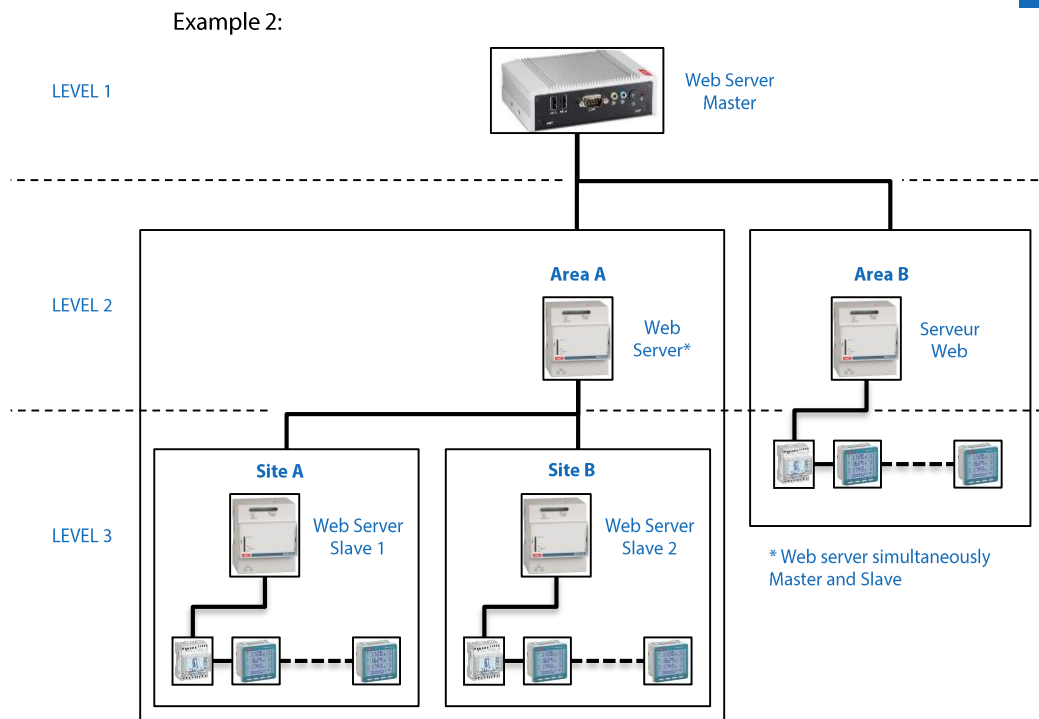 Example 2:
LEVEL 1
Web Server
Master
Area A
Area B
LEVEL 2
Web
Server*
Serveur
Web
Site A
Site B
LEVEL 3
Web Server
Slave 1
Web Server
Slave 2
* Web server simultaneously
Master and Slave